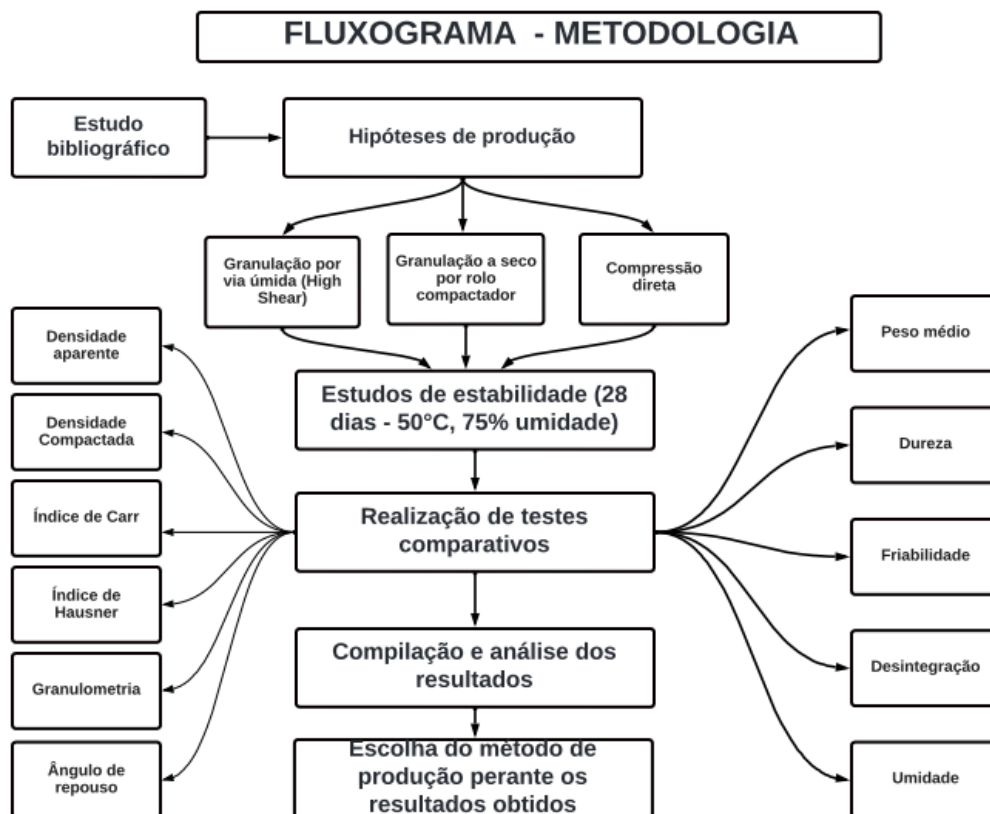 FLUXOGRAMA - METODOLOGIA
Estudo
bibliográfico
Hipóteses de produção
Granulação por
via úmida (High
Shear)
Granulação a seco
por rolo
compactador
Compressão
direta
Estudos de estabilidade (28
dias - 50°C, 75% umidade)
Realização de testes
comparativos
Densidade
aparente
Densidade
Compactada
Índice de Carr
Índice de
Hausner
Granulometria
Ângulo de
repouso
Peso médio
Dureza
Friabilidade
Desintegração
Umidade
Compilação e análise dos
resultados
Escolha do método de
produção perante os
resultados obtidos